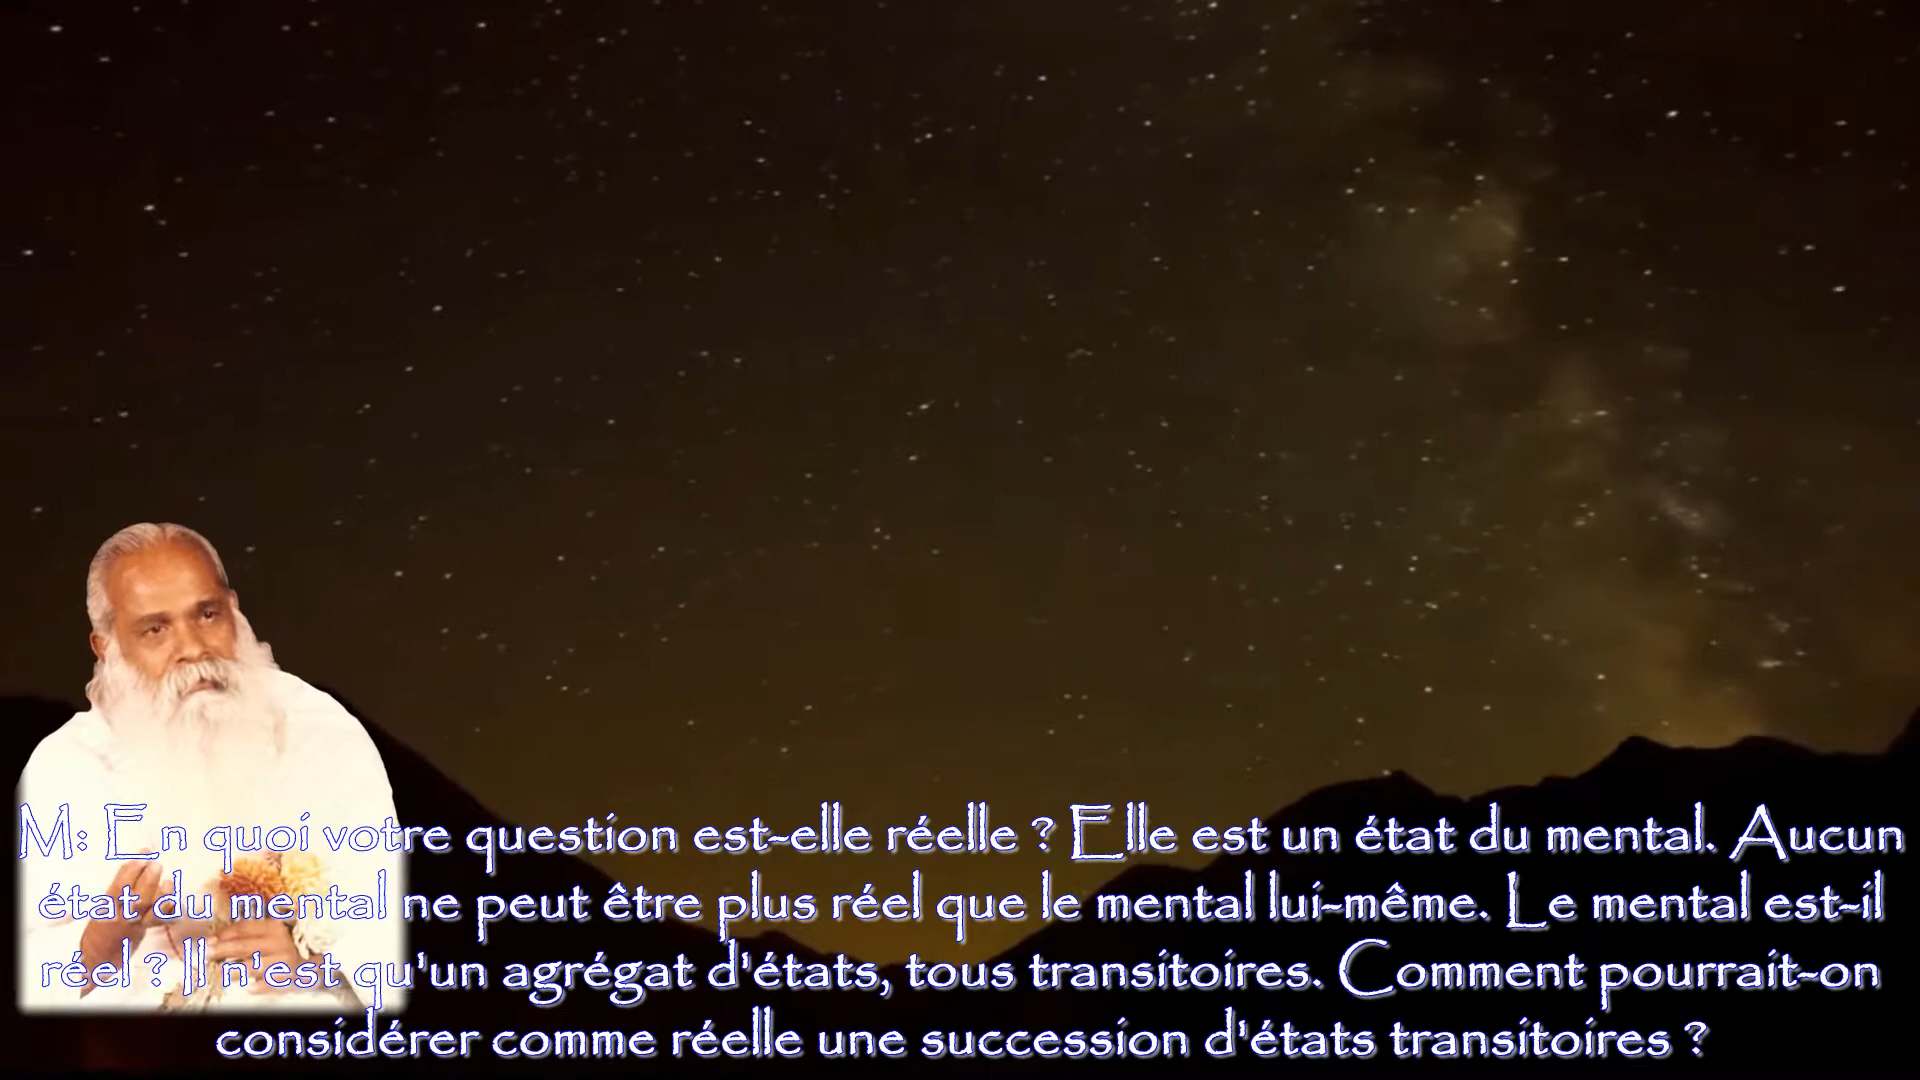 M: En quoi votre question est-elle réelle ? Elle est un état du mental. Aucun
état du mental ne peut être plus réel que le mental lui-même. Le mental est-il
réel ? Il n'est qu'un agrégat d'états, tous transitoires. Comment pourrait-on
considérer comme réelle une succession d'états transitoires ?